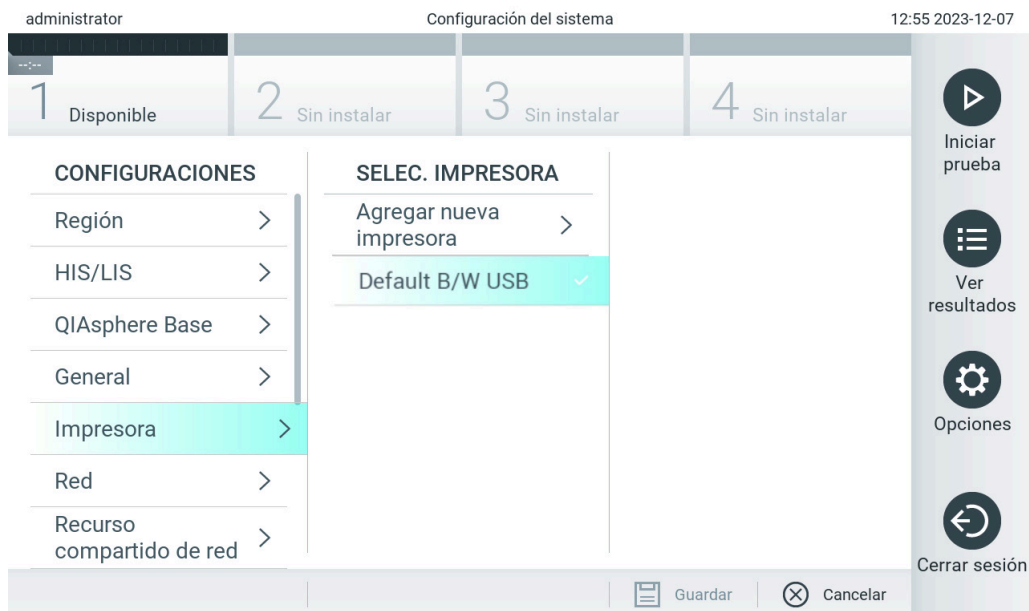 administrator
Configuración del sistema
12:55 2023-12-07
--:--
1 Disponible
2 Sin instalar
3 Sin instalar
4 Sin instalar
CONFIGURACIONES
Región
HIS/LIS
QIAsphere Base
General
Impresora
Red
Recurso
compartido de red
SELEC. IMPRESORA
Agregar nueva
impresora
Default B/W USB
Iniciar
prueba
Ver
resultados
Opciones
Cerrar sesión
Guardar
Cancelar